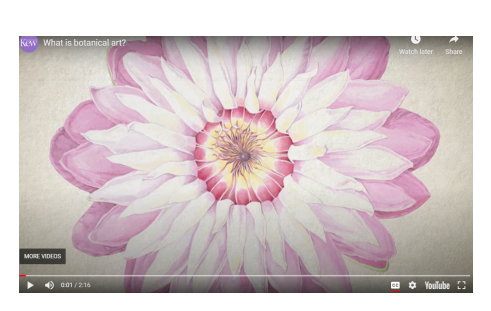 Kew What is botanical art?
Watch later Share
MORE VIDEOS
0:01 / 2:16 CC YouTube